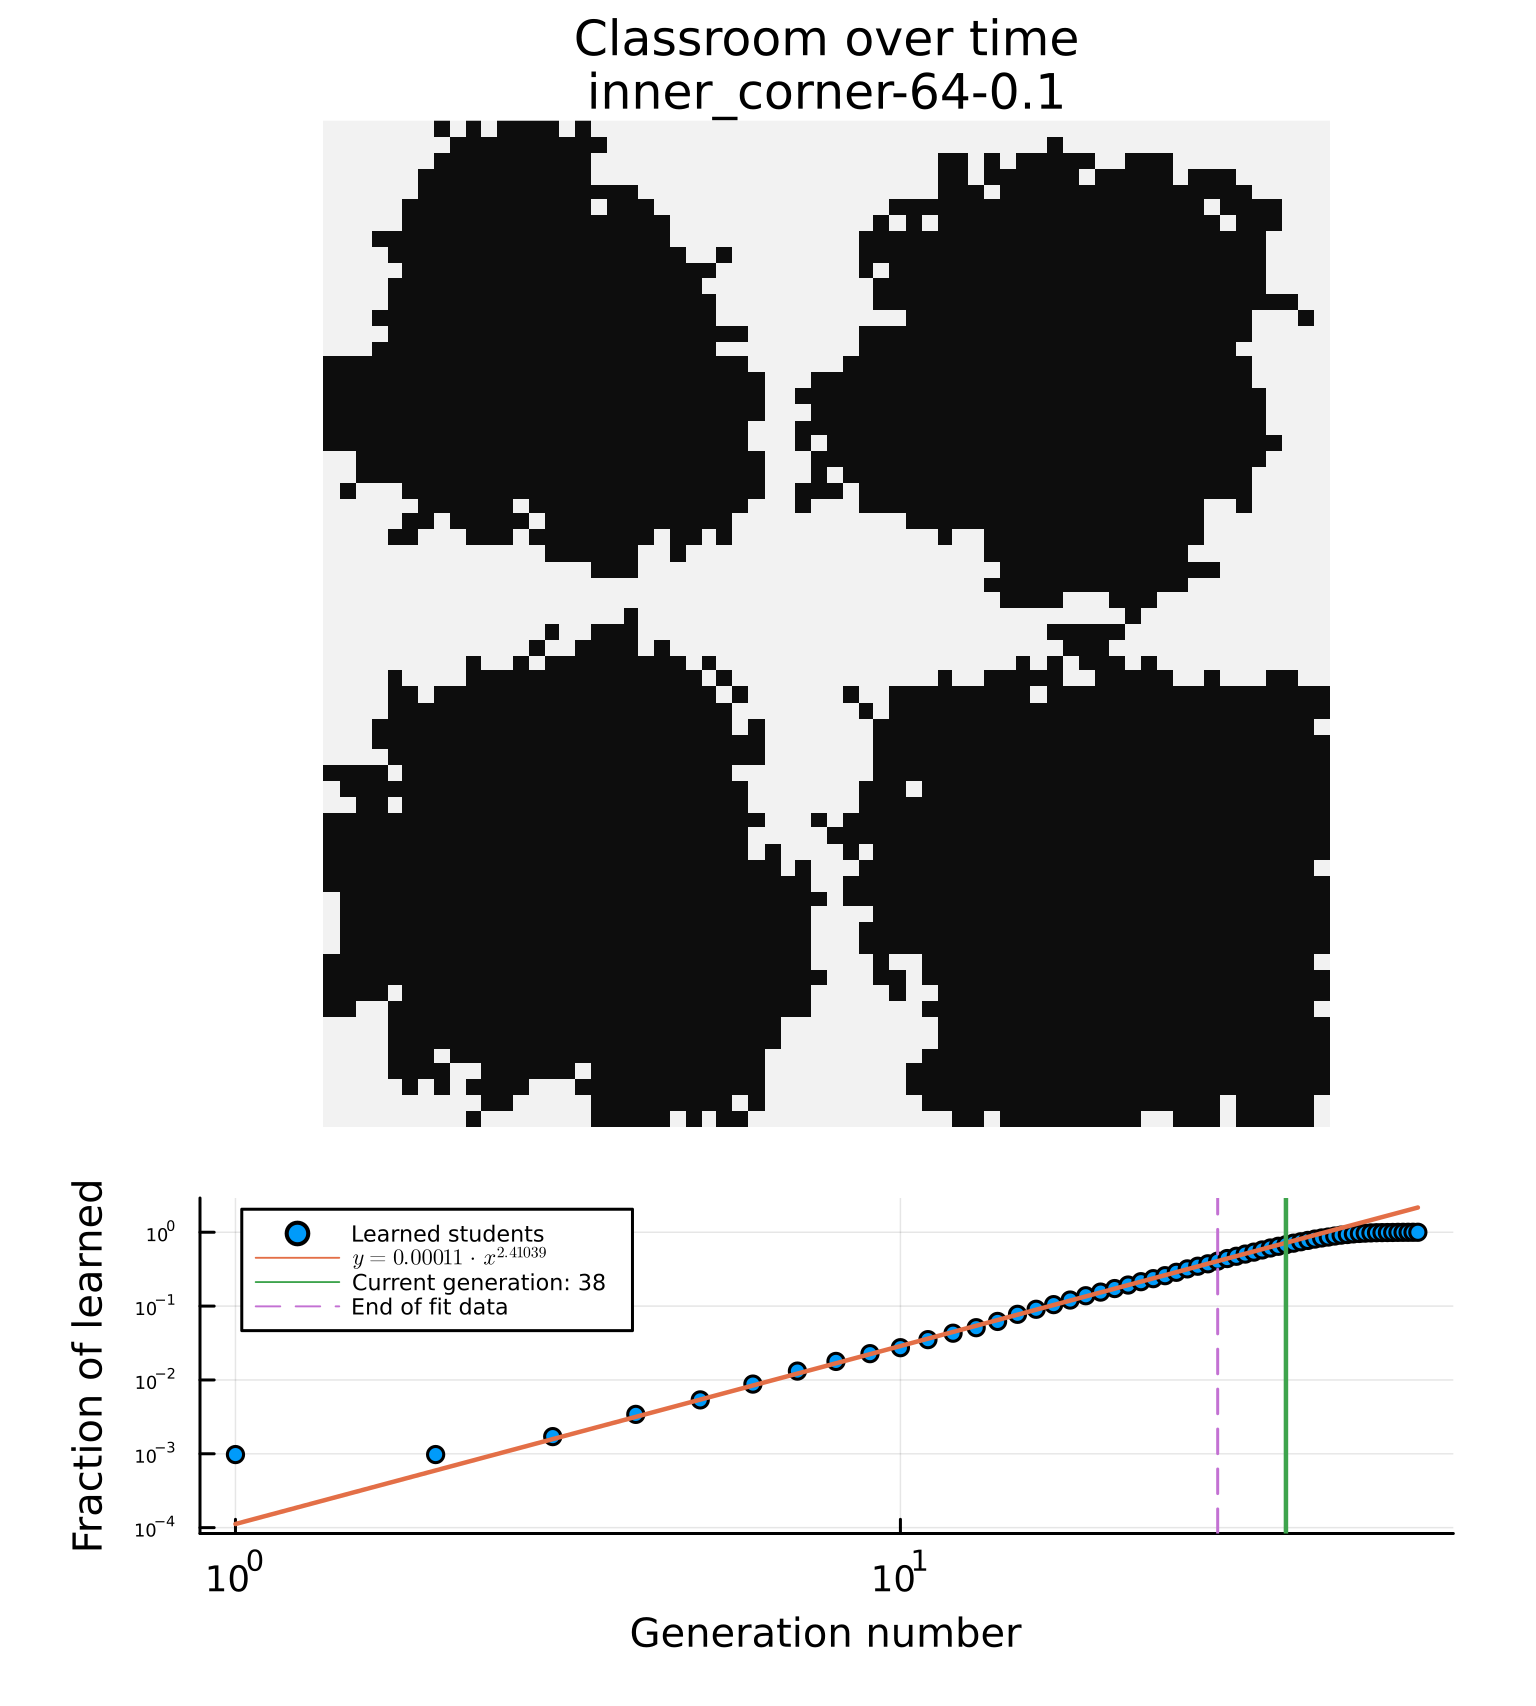 Classroom over time
inner_corner-64-0.1
Fraction of learned
10^0
10^-1
10^-2
10^-3
10^-4
Learned students
y = 0.00011 · x^2.41039
Current generation: 38
End of fit data
10^0
10^1
Generation number